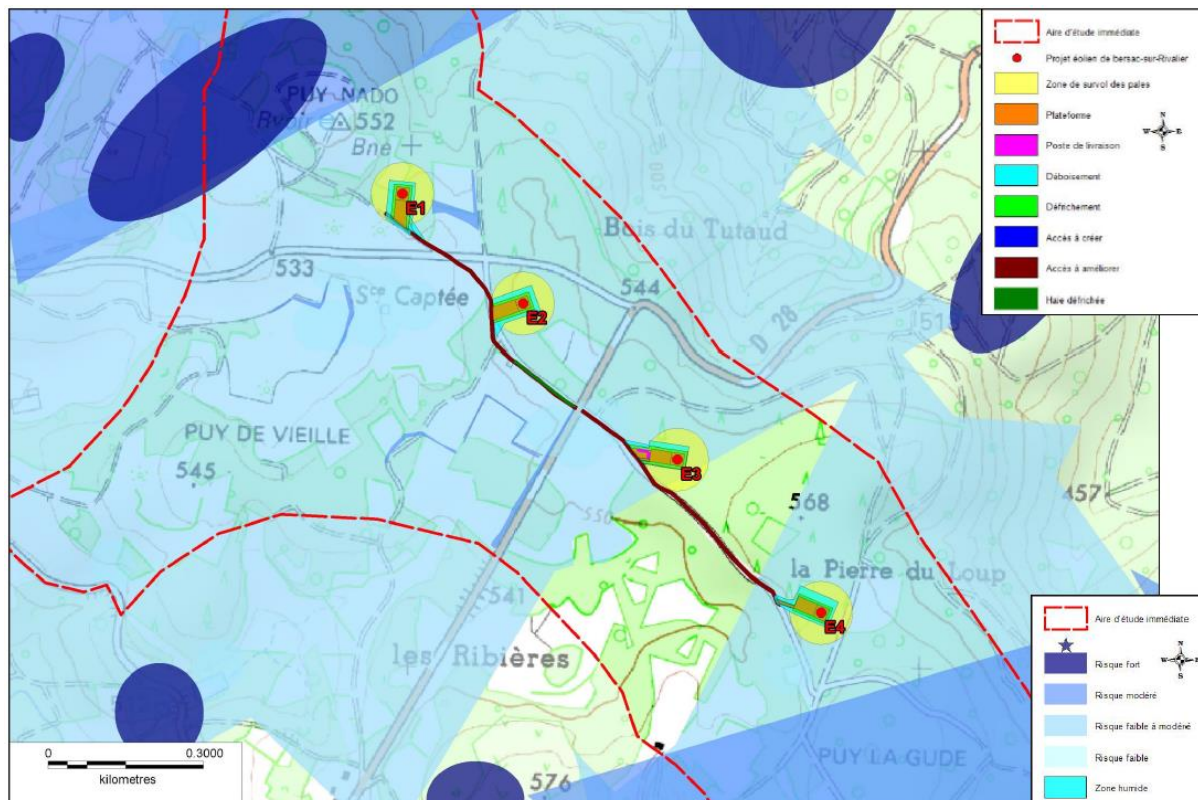 Aire d'étude immédiate
Projet éolien de bersac-sur-Rivalier
Zone de survol des pales
Plateforme
Poste de livraison
Déboisement
Défrichement
Accès à créer
Accès à améliorer
Haie défrichée
N
W E
S
PUY NADO
552
Bne
E1
Bois du Tutaud
500
533
Sce Captée
544
E2
D 28
PUY DE VIEILLE
545
E3
550
568
457
la Pierre du Loup
E4
541
les Ribières
PUY LA GUDE
576
0 0.3000
kilometres
Aire d'étude immédiate
N
W E
S
Risque fort
Risque modéré
Risque faible à modéré
Risque faible
Zone humide